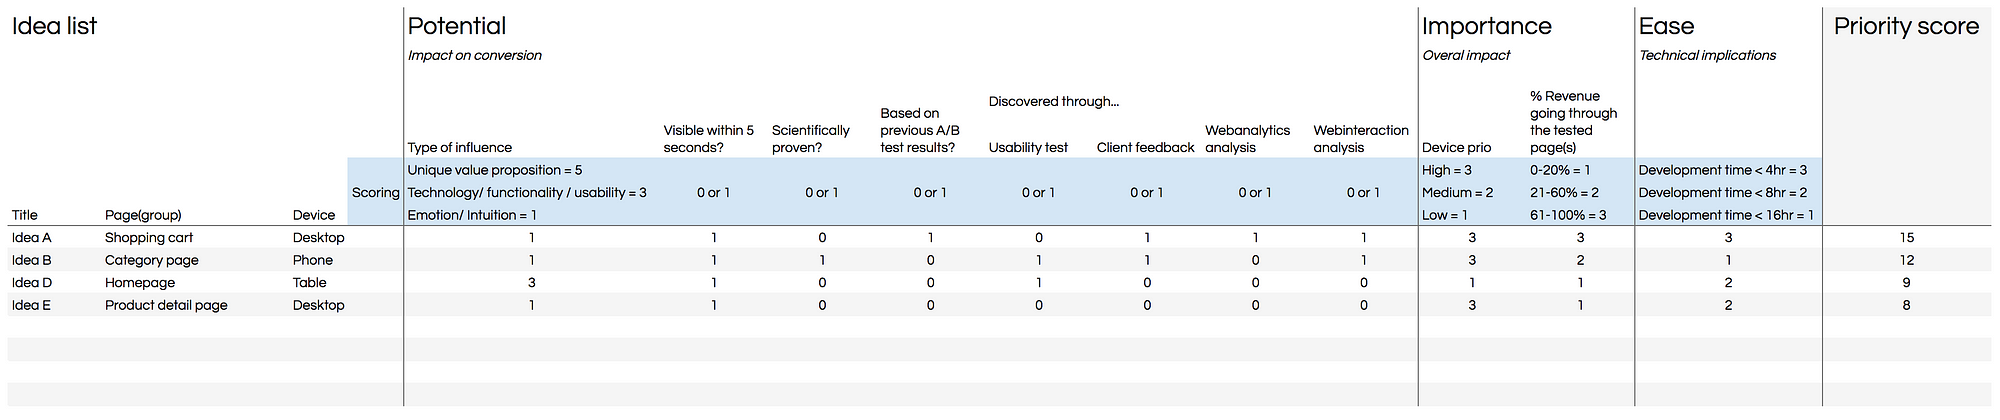 Idea list Potential Importance Ease Priority score
Impact on conversion Overal impact Technical implications
Discovered through...
Type of influence Visible within 5 seconds? Scientifically proven? Based on previous A/B test results? Usability test Client feedback Webanalytics analysis Webinteraction analysis Device prio % Revenue going through the tested page(s)
Unique value proposition = 5 High = 3 0-20% = 1 Development time < 4hr = 3
Scoring Technology/ functionality / usability = 3 0 or 1 0 or 1 0 or 1 0 or 1 0 or 1 0 or 1 0 or 1 Medium = 2 21-60% = 2 Development time < 8hr = 2
Title Page(group) Device Emotion/ Intuition = 1 Low = 1 61-100% = 3 Development time < 16hr = 1
Idea A Shopping cart Desktop 1 1 0 1 0 1 1 1 3 3 3 15
Idea B Category page Phone 1 1 1 0 1 1 0 1 3 2 1 12
Idea D Homepage Table 3 1 0 0 1 0 0 0 1 1 2 9
Idea E Product detail page Desktop 1 1 0 0 0 0 0 0 3 1 2 8